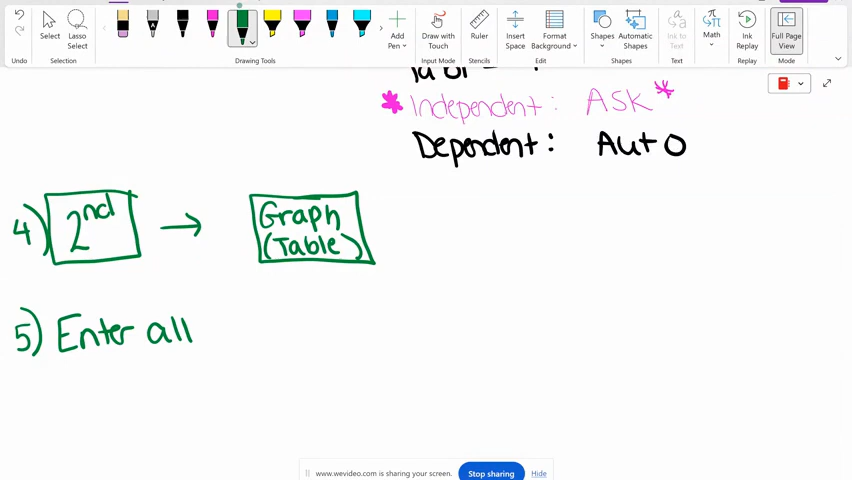 Undo
Select
Lasso
Select
Add
Pen
Draw with
Touch
Ruler
Insert
Space
Format
Background
Shapes
Automatic
Shapes
Ink to
Text
π
Math
Ink
Replay
Full Page
View
Undo
Selection
Drawing Tools
Input Mode
Stencils
Edit
Shapes
Convert
Replay
Mode
Independent: ASK
Dependent: Auto
4) 2nd → Graph
(Table)
5) Enter all
www.wevideo.com is sharing your screen.
Stop sharing
Hide